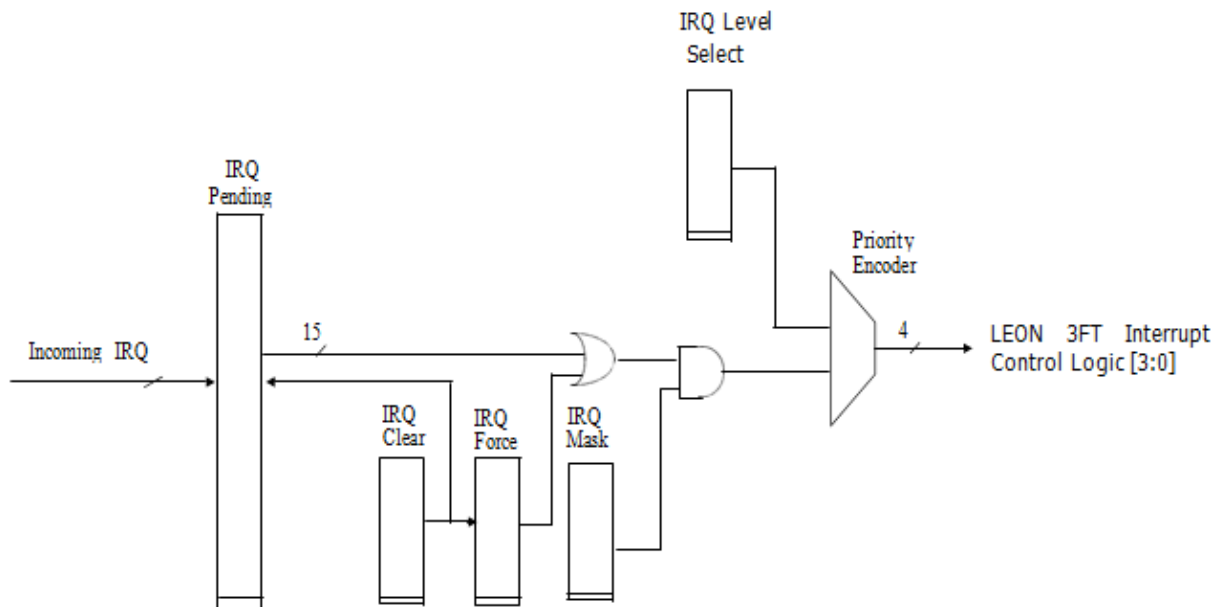 IRQ Level
Select
IRQ
Pending
Priority
Encoder
Incoming IRQ
15
4
LEON 3FT Interrupt
Control Logic [3:0]
IRQ
Clear
IRQ
Force
IRQ
Mask